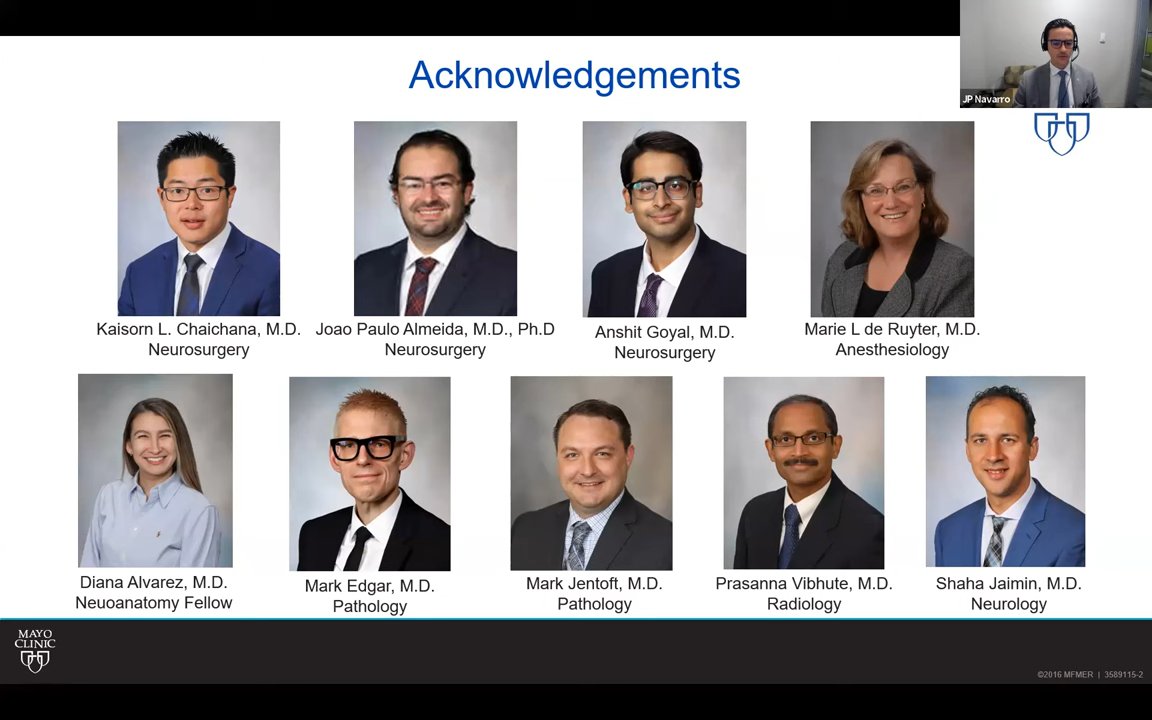 Acknowledgements
JP Navarro
Kaisorn L. Chaichana, M.D.
Neurosurgery
Joao Paulo Almeida, M.D., Ph.D
Neurosurgery
Anshit Goyal, M.D.
Neurosurgery
Marie L de Ruyter, M.D.
Anesthesiology
Diana Alvarez, M.D.
Neuoanatomy Fellow
Mark Edgar, M.D.
Pathology
Mark Jentoft, M.D.
Pathology
Prasanna Vibhute, M.D.
Radiology
Shaha Jaimin, M.D.
Neurology
MAYO
CLINIC
©2016 MFMER | 3589115-2